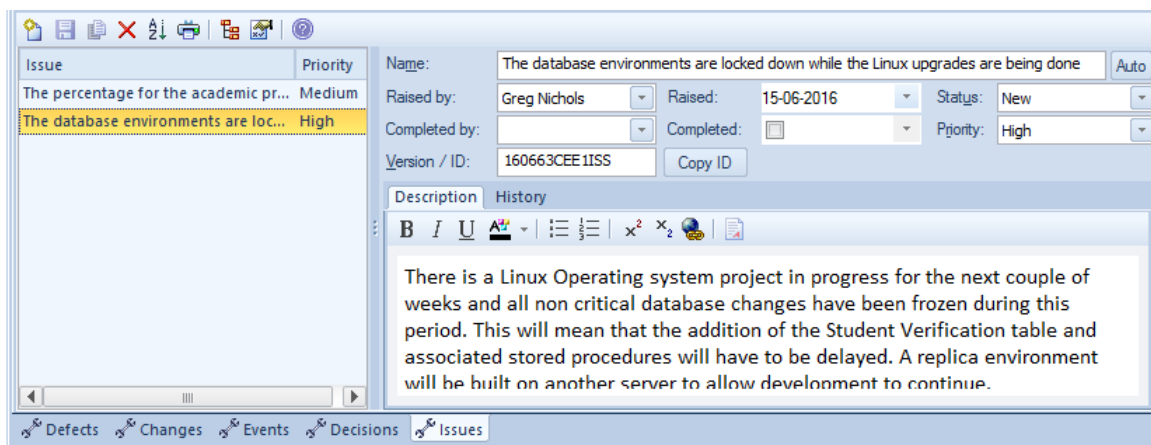 Issue Priority
The percentage for the academic pr... Medium
The database environments are loc... High
Name: The database environments are locked down while the Linux upgrades are being done Auto
Raised by: Greg Nichols Raised: 15-06-2016 Status: New
Completed by: Completed: Priority: High
Version / ID: 160663CEE1ISS Copy ID
Description History
B I U A x² x₂
There is a Linux Operating system project in progress for the next couple of
weeks and all non critical database changes have been frozen during this
period. This will mean that the addition of the Student Verification table and
associated stored procedures will have to be delayed. A replica environment
will be built on another server to allow development to continue.
Defects Changes Events Decisions Issues